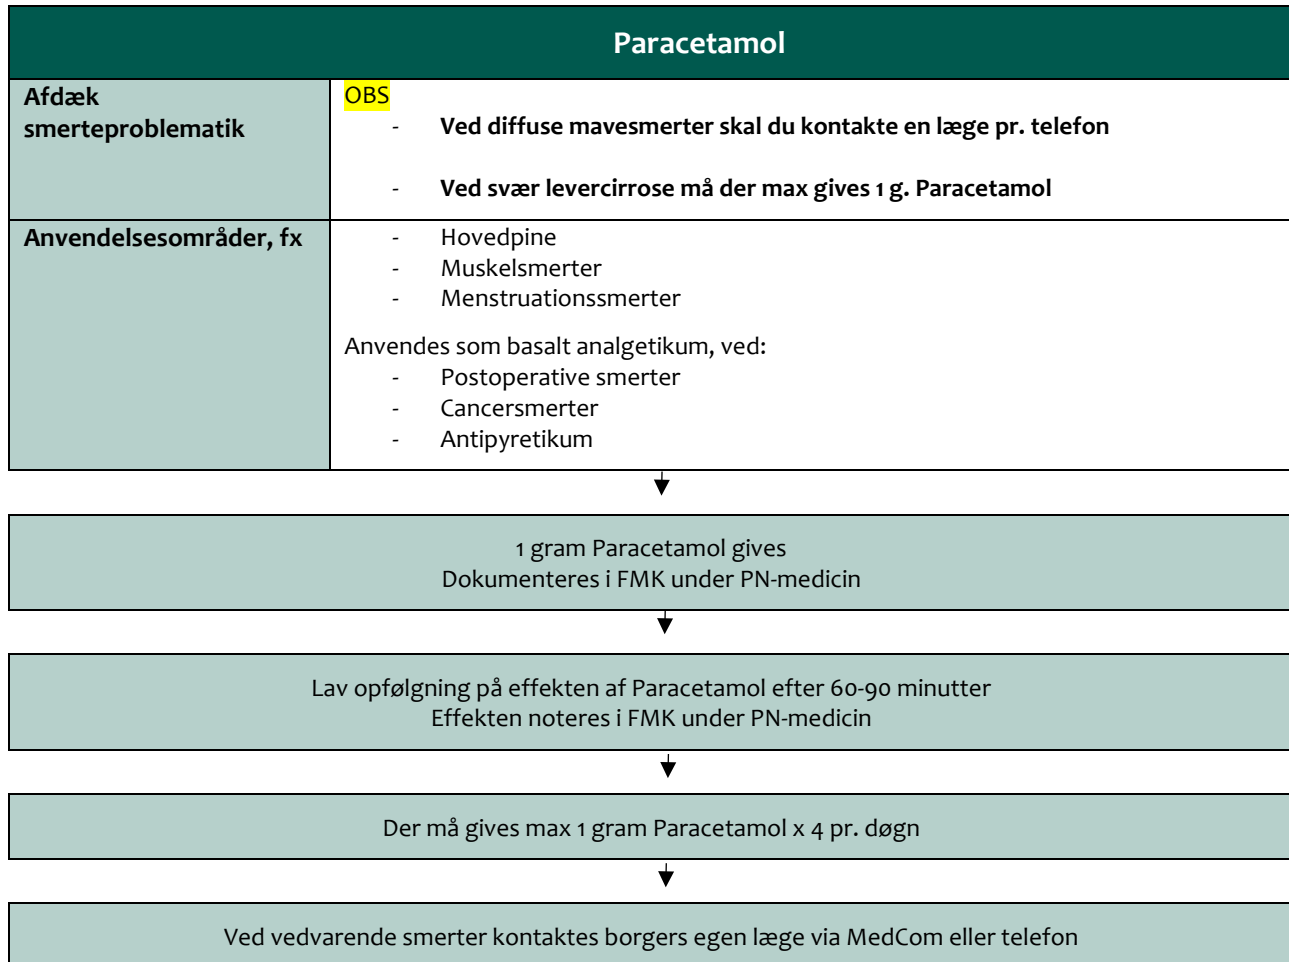 Paracetamol
Afdæk
smerteproblematik
OBS
- Ved diffuse mavesmerter skal du kontakte en læge pr. telefon
- Ved svær levercirrose må der max gives 1 g. Paracetamol
Anvendelsesområder, fx
- Hovedpine
- Muskelsmerter
- Menstruationssmerter
Anvendes som basalt analgetikum, ved:
- Postoperative smerter
- Cancersmerter
- Antipyretikum
1 gram Paracetamol gives
Dokumenteres i FMK under PN-medicin
Lav opfølgning på effekten af Paracetamol efter 60-90 minutter
Effekten noteres i FMK under PN-medicin
Der må gives max 1 gram Paracetamol x 4 pr. døgn
Ved vedvarende smerter kontaktes borgers egen læge via MedCom eller telefon